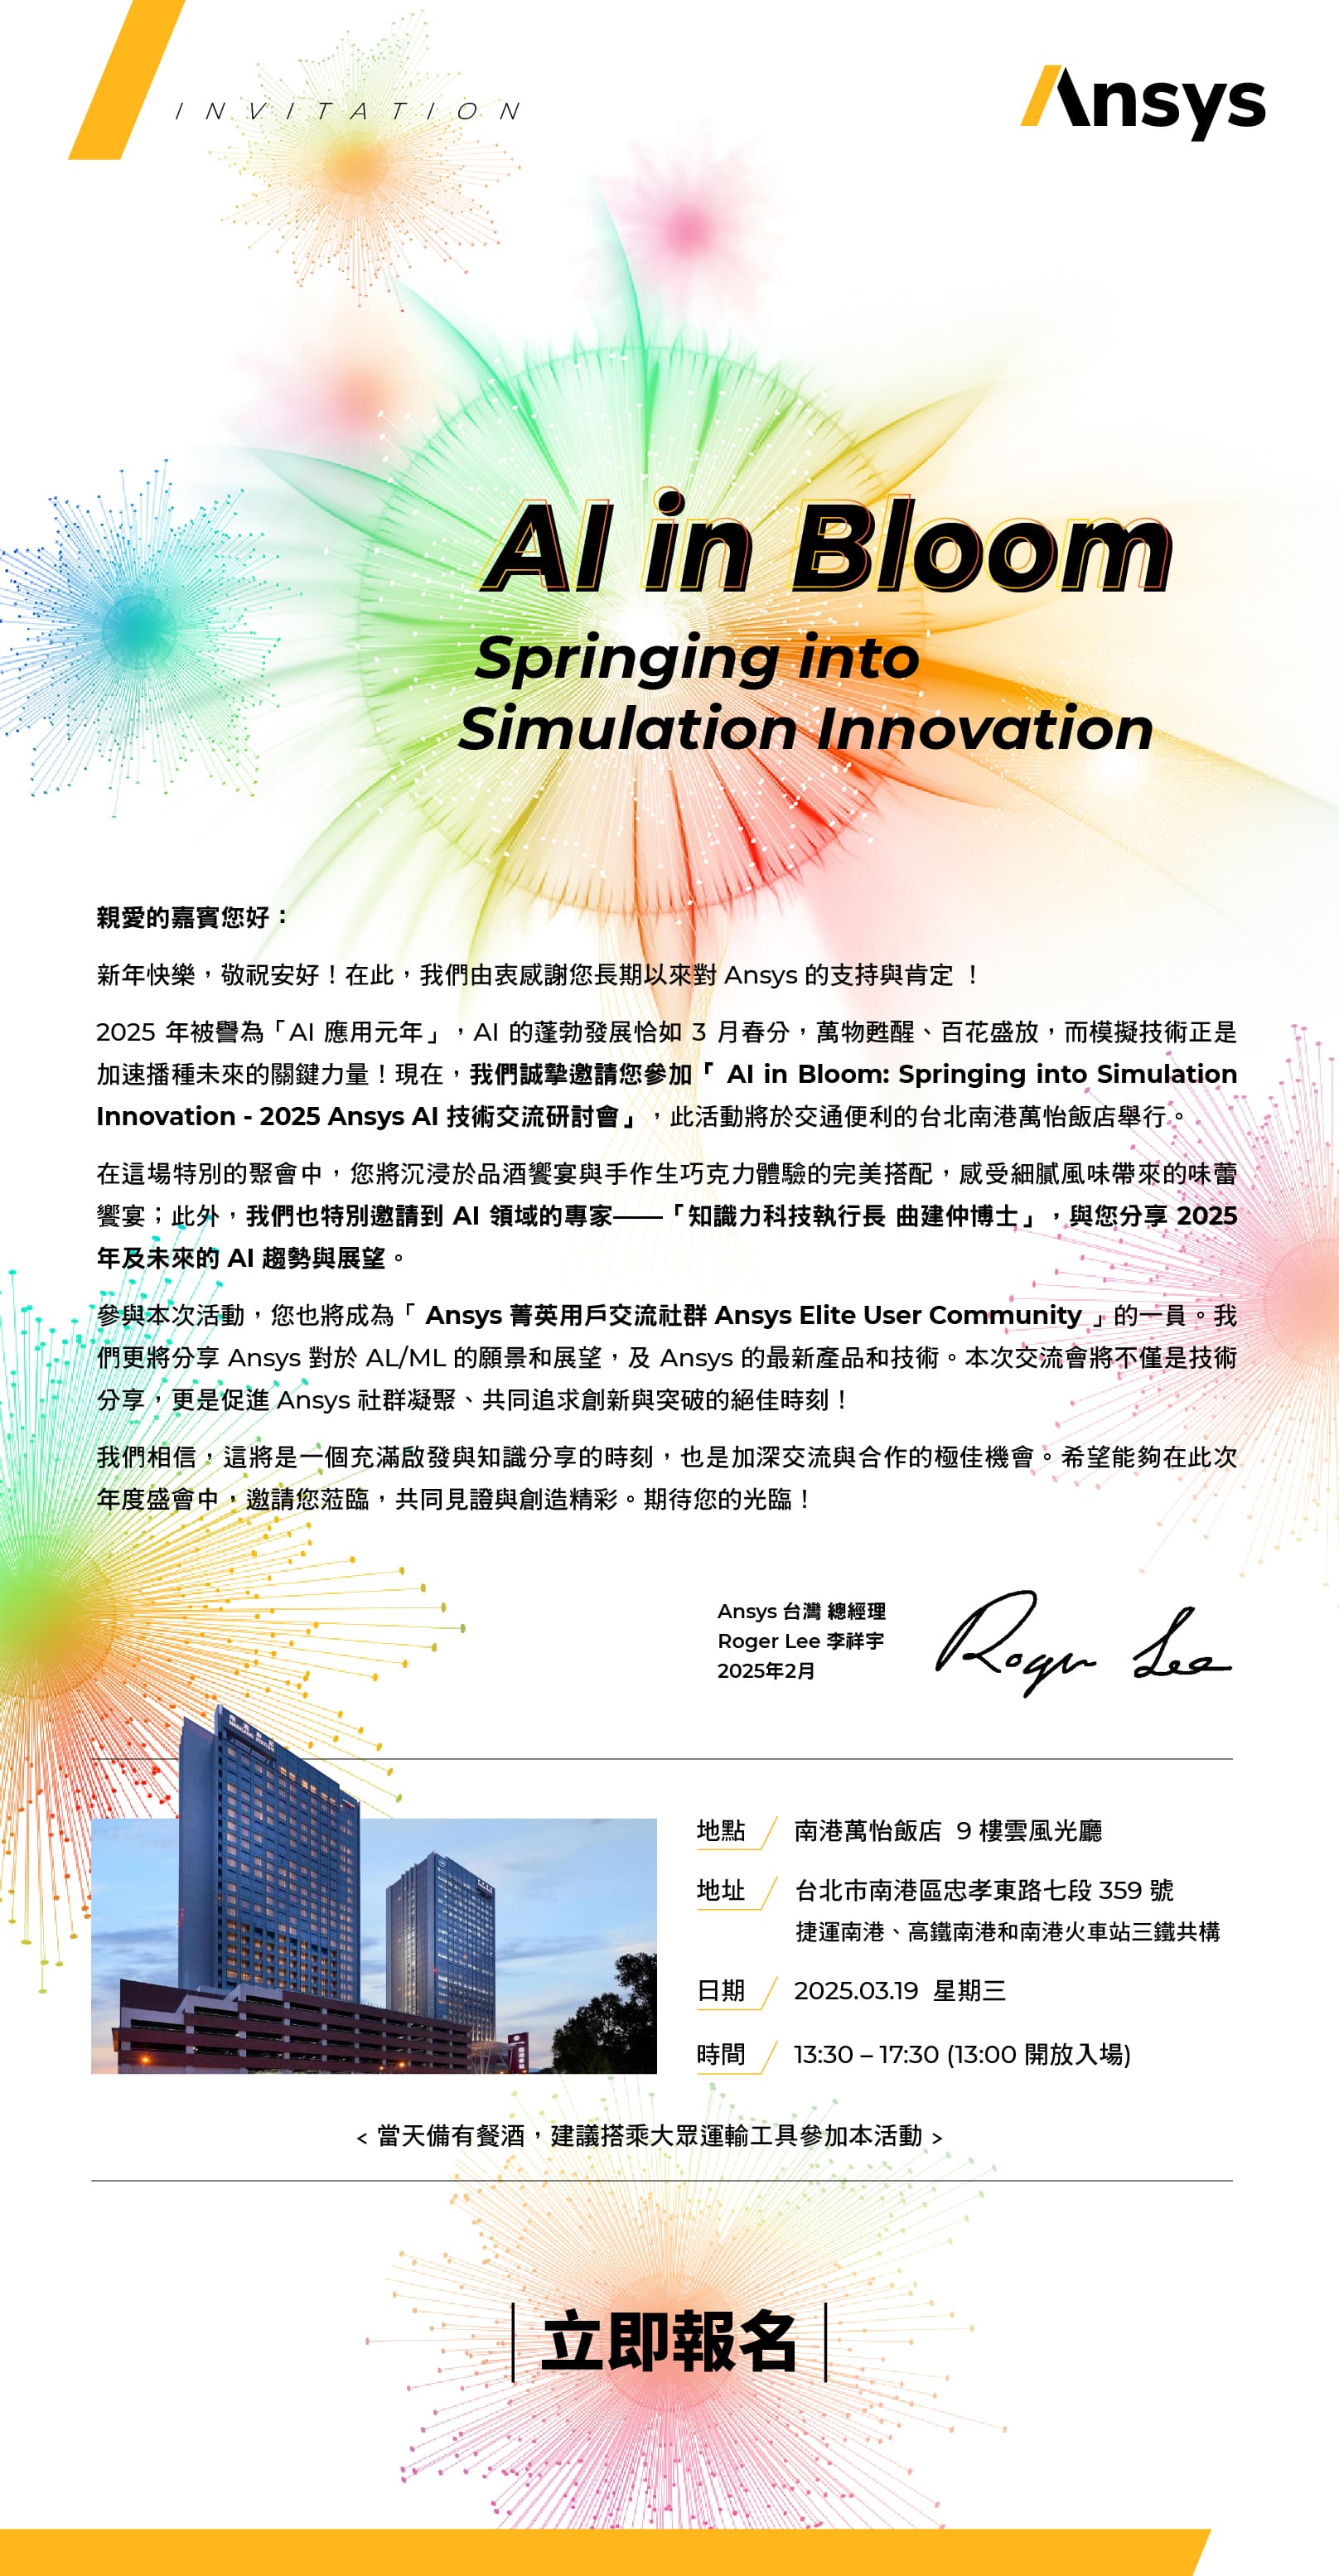 INVITATION
Ansys
AI in Bloom
Springing into
Simulation Innovation
親愛的嘉賓您好：
新年快樂，敬祝安好！在此，我們由衷感謝您長期以來對 Ansys 的支持與肯定 ！
2025 年被譽為「AI 應用元年」，AI 的蓬勃發展恰如 3 月春分，萬物甦醒、百花盛放，而模擬技術正是
加速播種未來的關鍵力量！現在，我們誠摯邀請您參加「 AI in Bloom: Springing into Simulation
Innovation - 2025 Ansys AI 技術交流研討會」，此活動將於交通便利的台北南港萬怡飯店舉行。
在這場特別的聚會中，您將沉浸於品酒饗宴與手作生巧克力體驗的完美搭配，感受細膩風味帶來的味蕾
饗宴；此外，我們也特別邀請到 AI 領域的專家——「知識力科技執行長 曲建仲博士」，與您分享 2025
年及未來的 AI 趨勢與展望。
參與本次活動，您也將成為「 Ansys 菁英用戶交流社群 Ansys Elite User Community 」的一員。我
們更將分享 Ansys 對於 AL/ML 的願景和展望，及 Ansys 的最新產品和技術。本次交流會將不僅是技術
分享，更是促進 Ansys 社群凝聚、共同追求創新與突破的絕佳時刻！
我們相信，這將是一個充滿啟發與知識分享的時刻，也是加深交流與合作的極佳機會。希望能夠在此次
年度盛會中，邀請您蒞臨，共同見證與創造精彩。期待您的光臨！
Ansys 台灣 總經理
Roger Lee 李祥宇
2025年2月
Roger Lee
地點 南港萬怡飯店 9 樓雲風光廳
地址 台北市南港區忠孝東路七段 359 號
捷運南港、高鐵南港和南港火車站三鐵共構
日期 2025.03.19 星期三
時間 13:30 – 17:30 (13:00 開放入場)
< 當天備有餐酒，建議搭乘大眾運輸工具參加本活動 >
立即報名